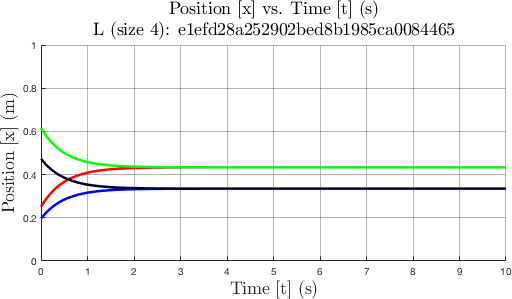 Position [x] vs. Time [t] (s)
L (size 4): e1efd28a252902bed8b1985ca0084465
Position [x] (m)
1
0.8
0.6
0.4
0.2
0
0 1 2 3 4 5 6 7 8 9 10
Time [t] (s)